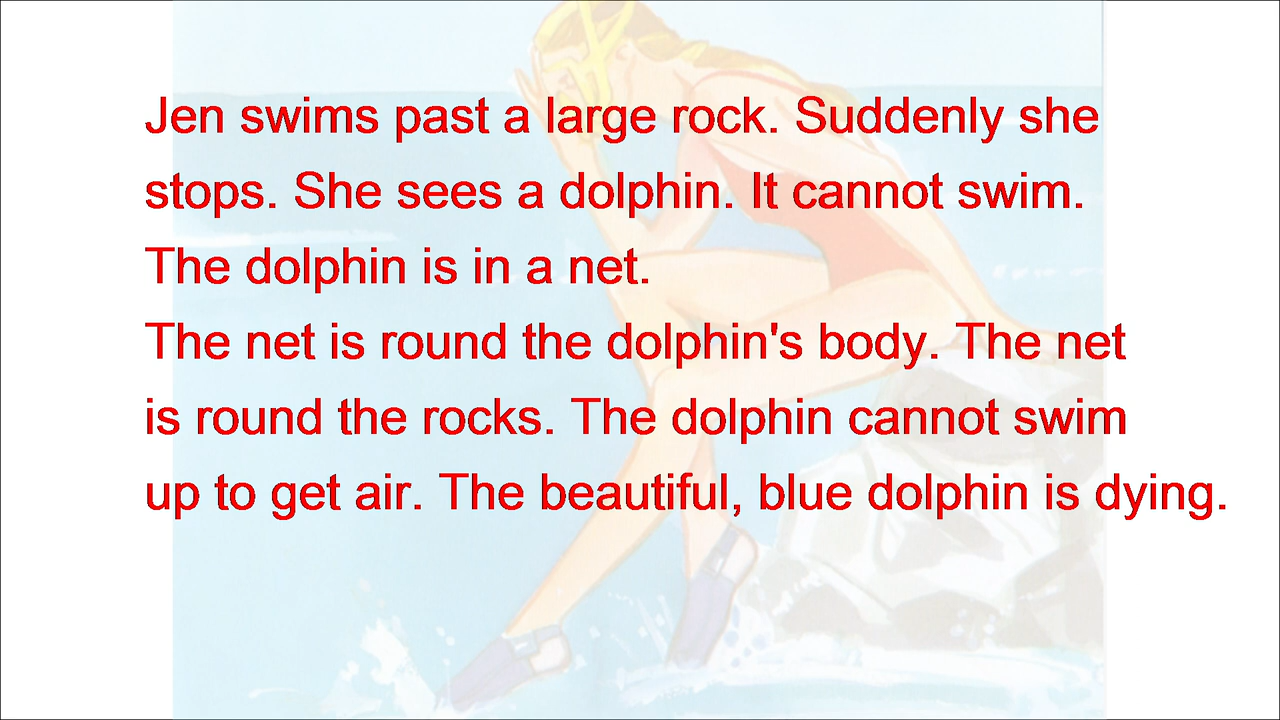 Jen swims past a large rock. Suddenly she
stops. She sees a dolphin. It cannot swim.
The dolphin is in a net.
The net is round the dolphin's body. The net
is round the rocks. The dolphin cannot swim
up to get air. The beautiful, blue dolphin is dying.